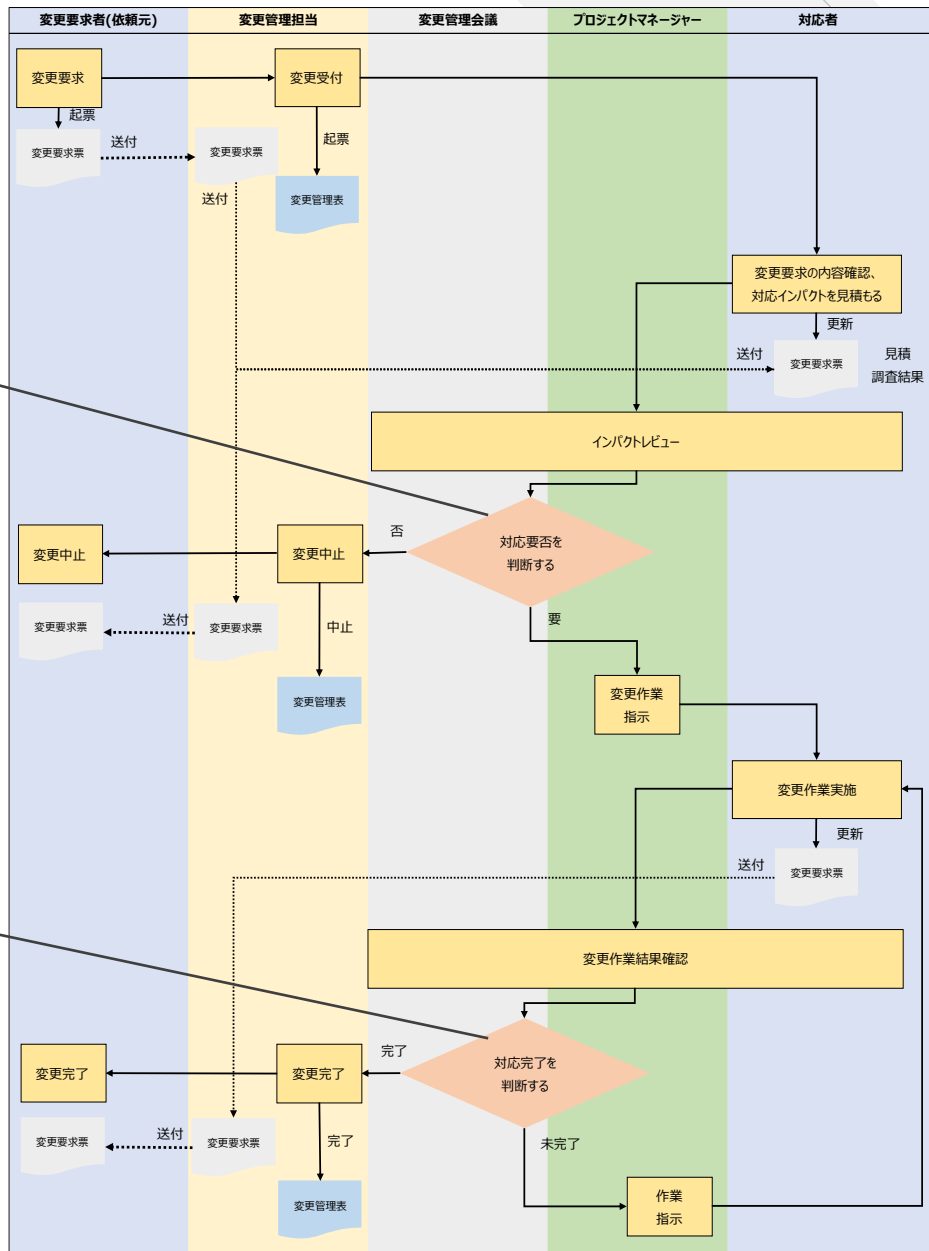 変更要求者(依頼元)
変更管理担当
変更管理会議
プロジェクトマネージャー
対応者
変更要求
変更受付
起票
起票
変更要求票
送付
変更要求票
送付
変更管理表
変更要求の内容確認、
対応インパクトを見積もる
更新
送付
変更要求票
見積
調査結果
インパクトレビュー
対応要否を
判断する
否
変更中止
変更中止
要
変更要求票
送付
変更要求票
中止
変更管理表
変更作業
指示
変更作業実施
更新
送付
変更要求票
変更作業結果確認
対応完了を
判断する
完了
変更完了
変更完了
変更要求票
送付
変更要求票
完了
未完了
変更管理表
作業
指示